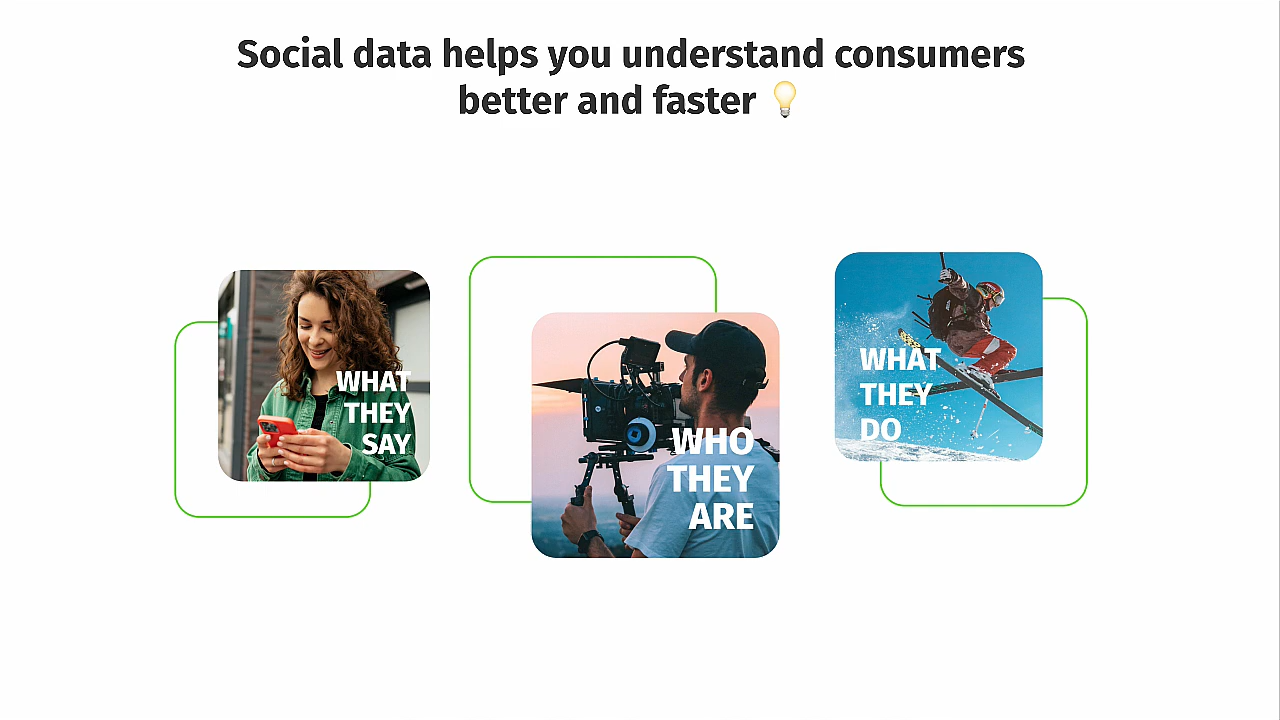 Social data helps you understand consumers
better and faster 💡
WHAT
THEY
SAY
WHO
THEY
ARE
WHAT
THEY
DO